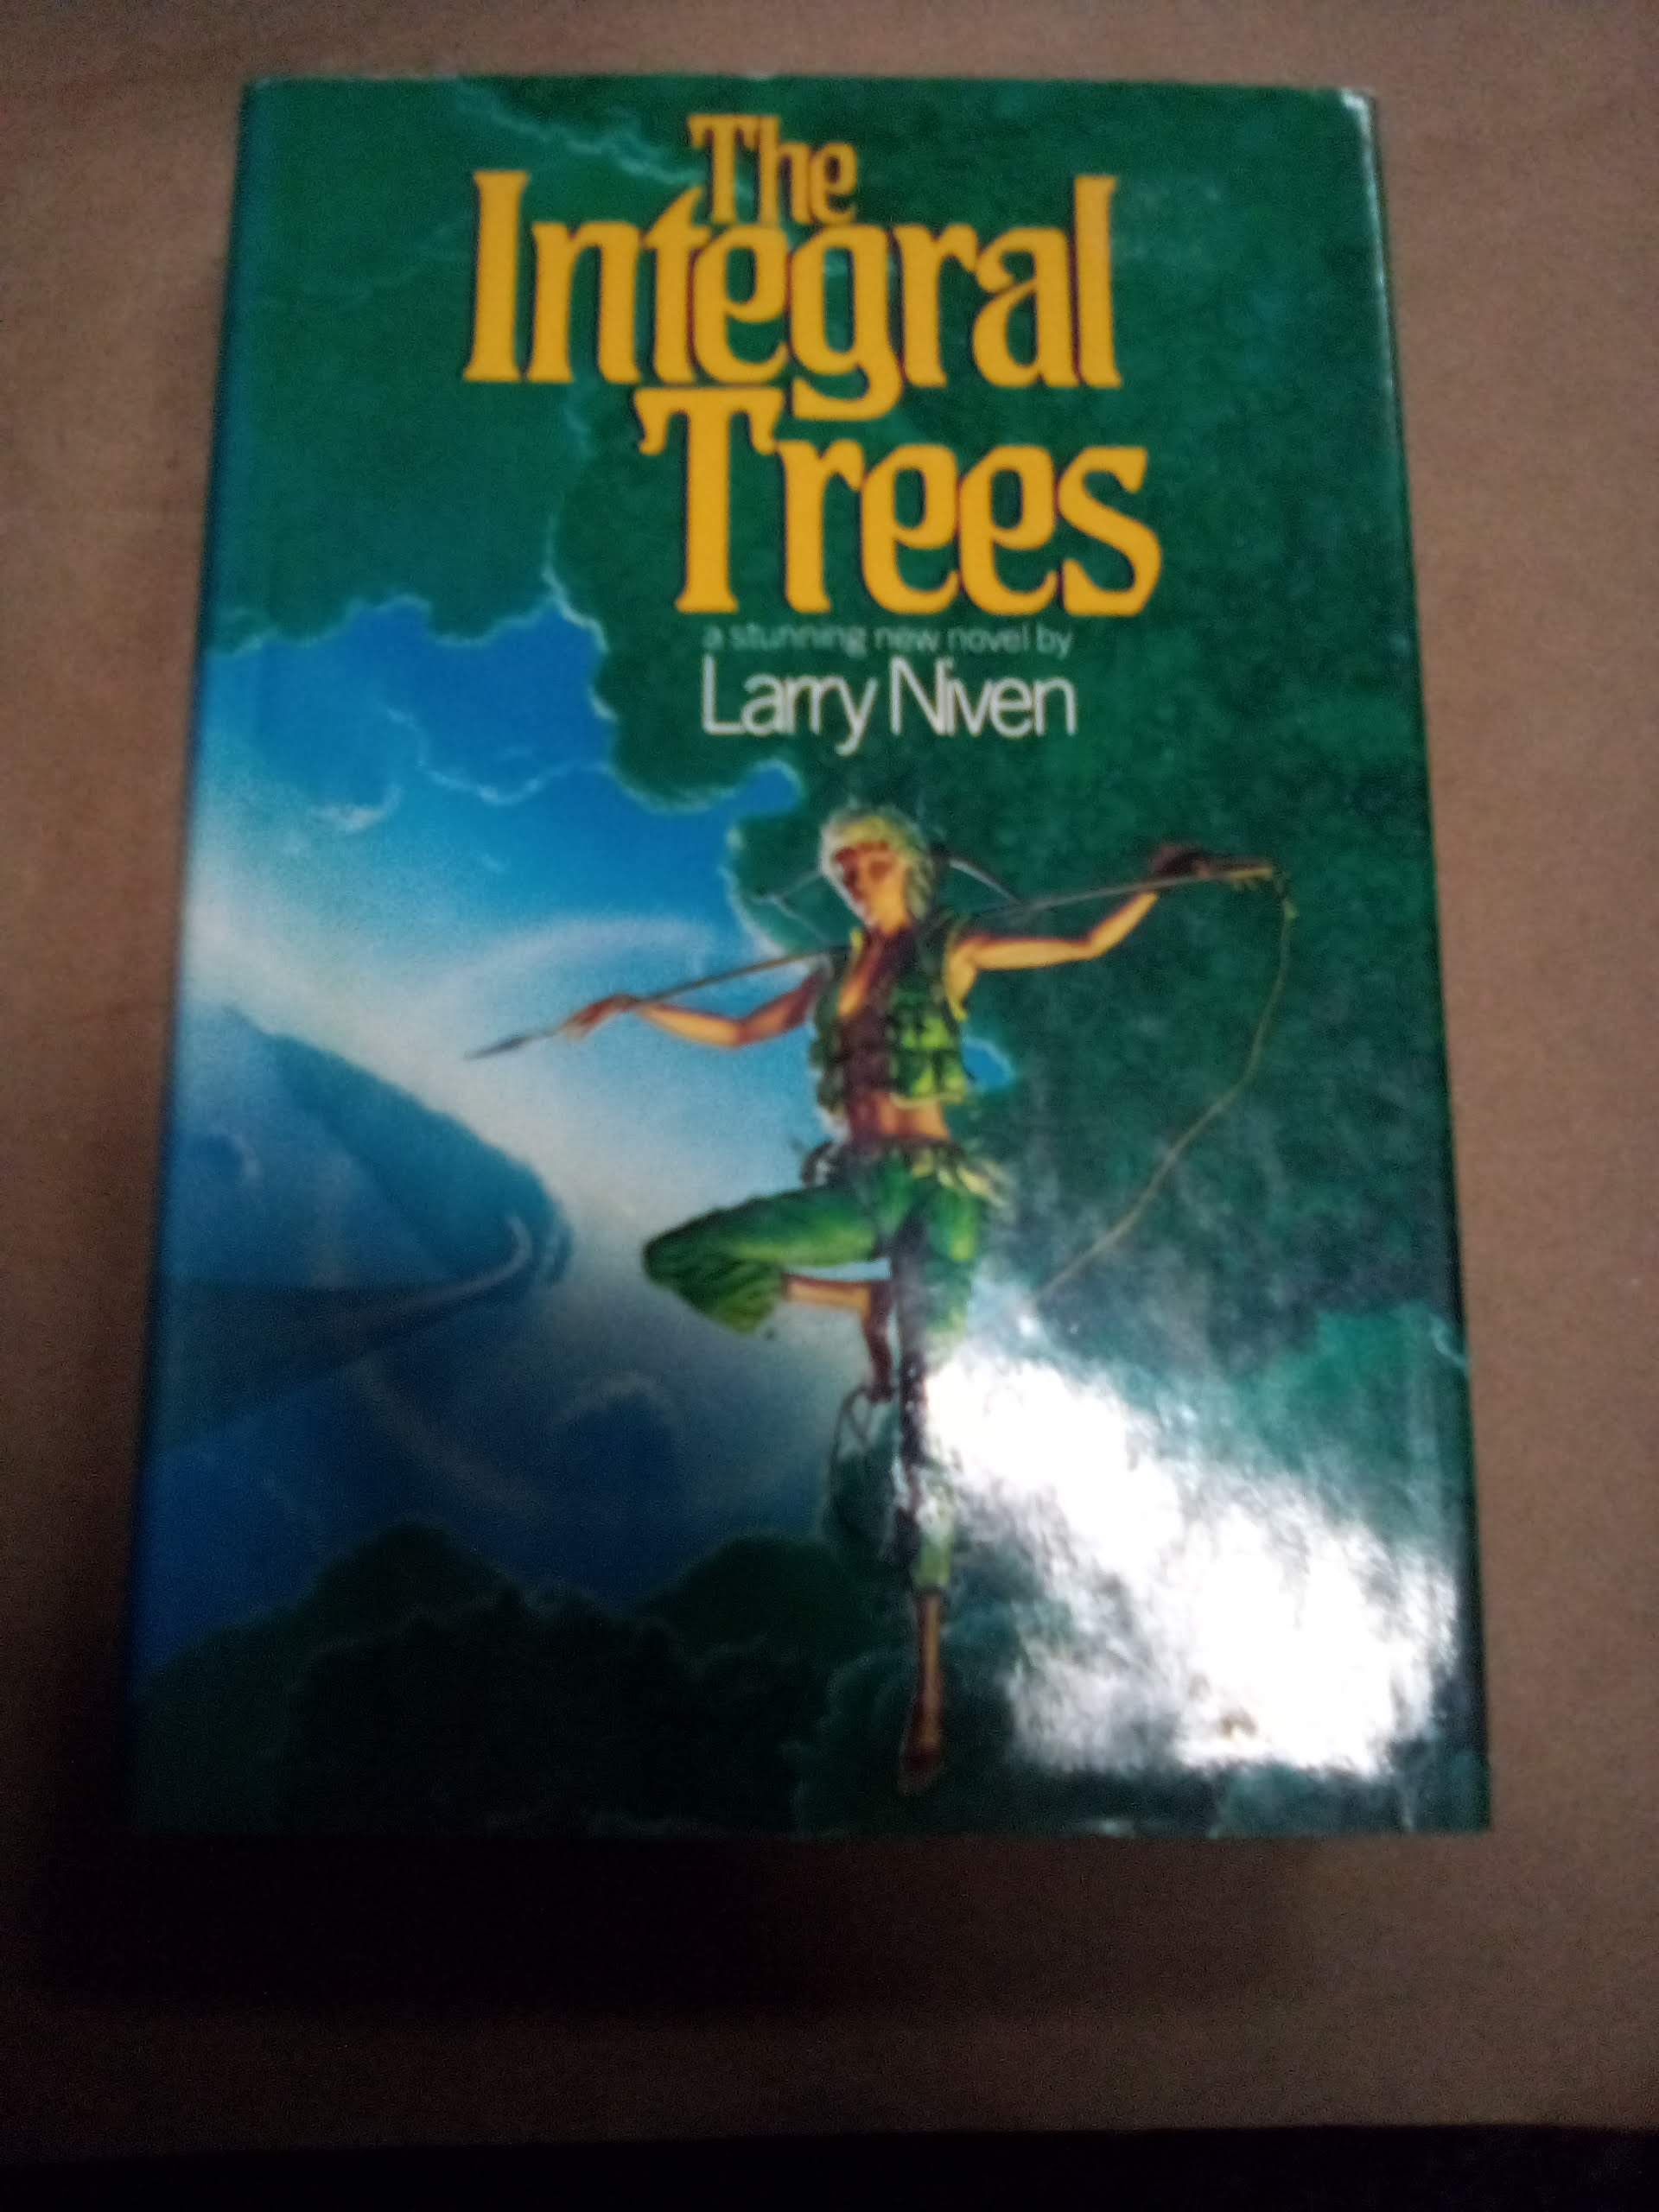 The
Integral
Trees
a stunning new novel by
Larry Niven